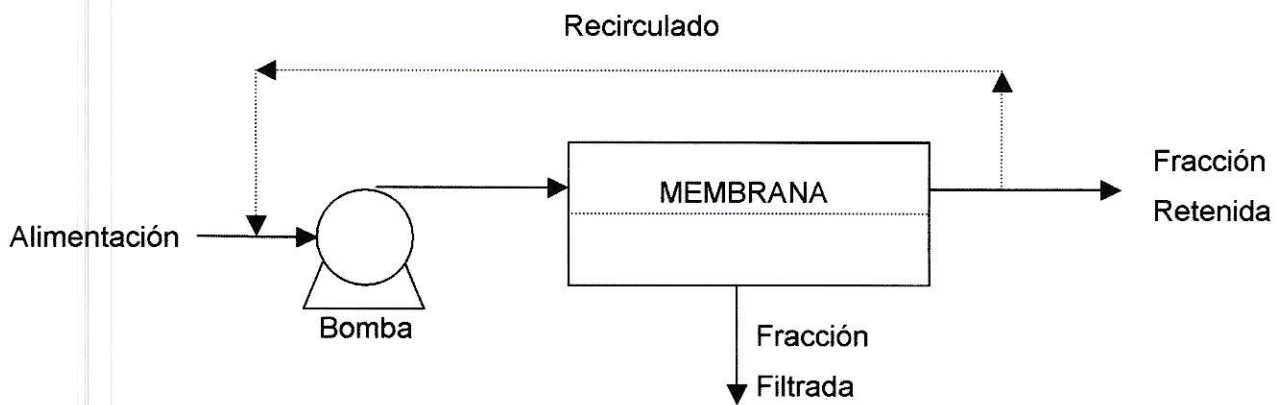 Recirculado
MEMBRANA
Fracción
Retenida
Alimentación
Bomba
Fracción
Filtrada